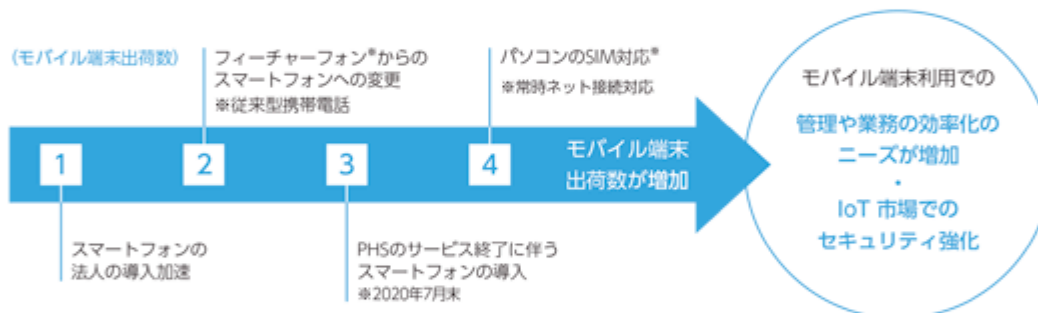 (モバイル端末出荷数)
フィーチャーフォン※からの
スマートフォンへの変更
※従来型携帯電話
パソコンのSIM対応※
※常時ネット接続対応
1
2
3
4
モバイル端末
出荷数が増加
スマートフォンの
法人の導入加速
PHSのサービス終了に伴う
スマートフォンの導入
※2020年7月末
モバイル端末利用での
管理や業務の効率化の
ニーズが増加
・
IoT 市場での
セキュリティ強化